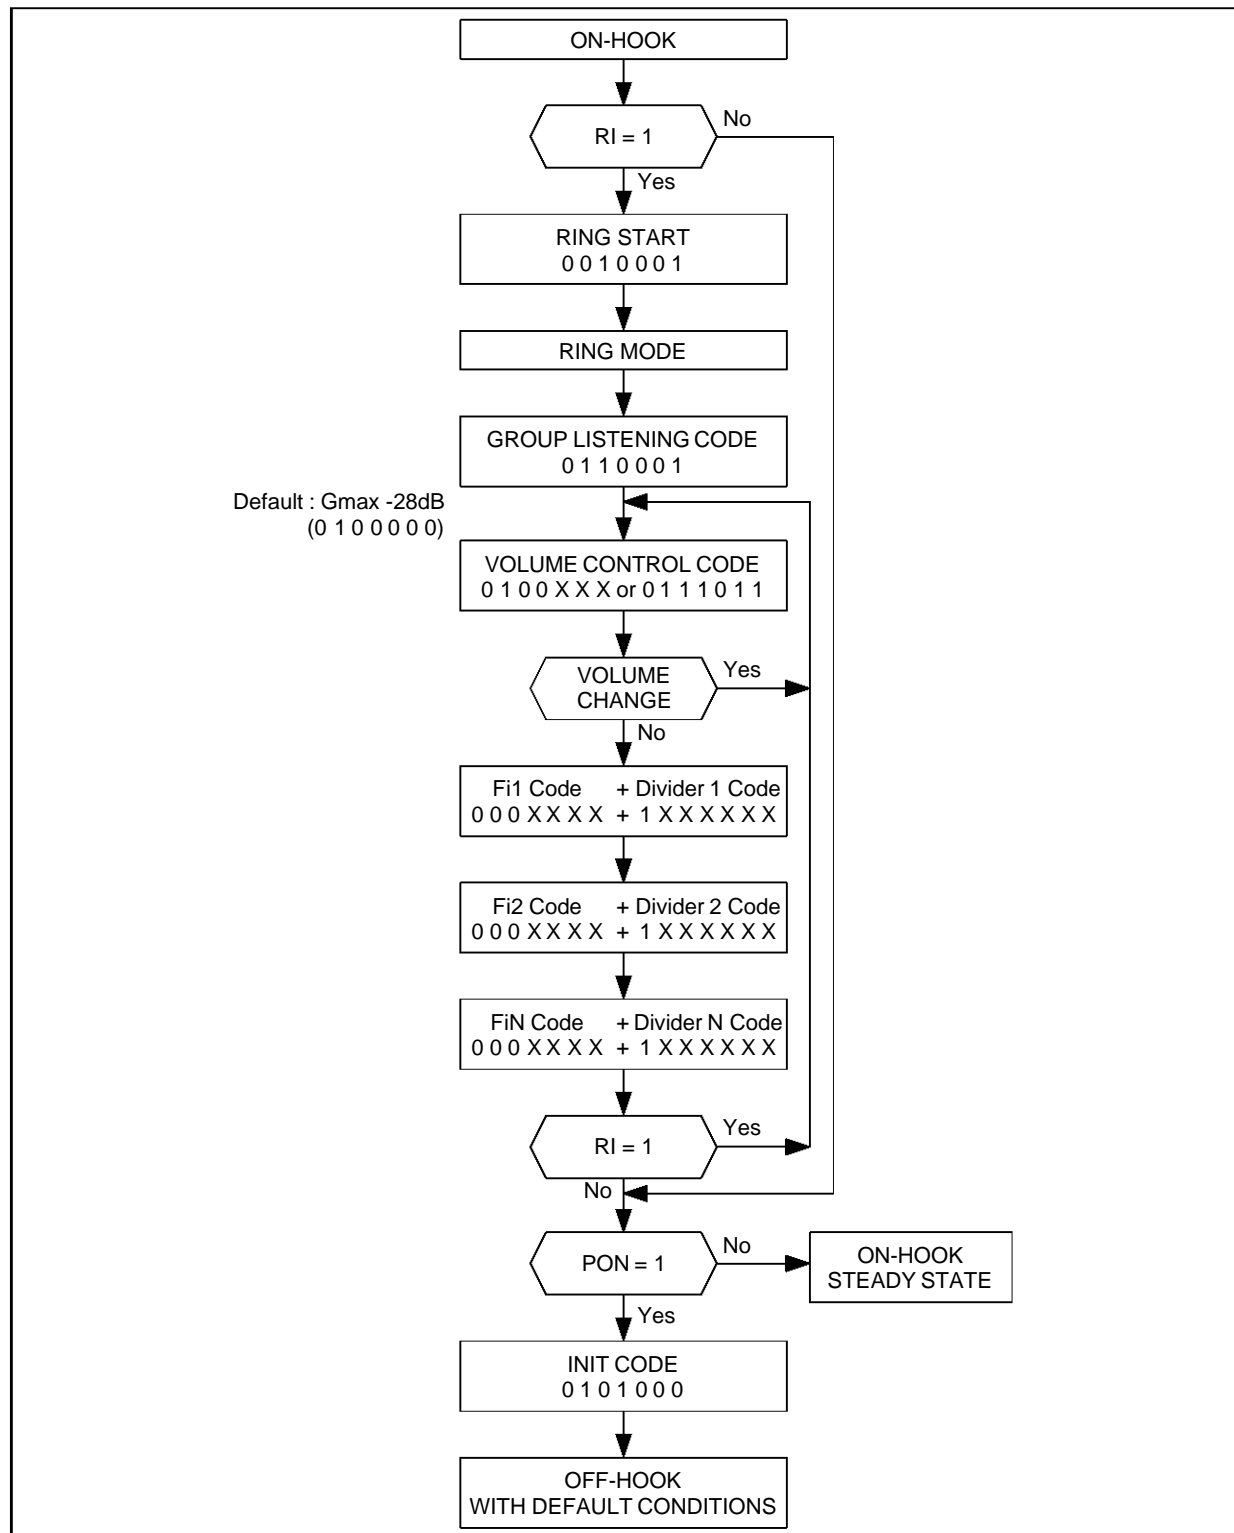 ON-HOOK
RI = 1
No
Yes
RING START
0 0 1 0 0 0 1
RING MODE
GROUP LISTENING CODE
0 1 1 0 0 0 1
Default : Gmax -28dB
(0 1 0 0 0 0 0)
VOLUME CONTROL CODE
0 1 0 0 X X X or 0 1 1 1 0 1 1
VOLUME
CHANGE
Yes
No
Fi1 Code + Divider 1 Code
0 0 0 X X X X + 1 X X X X X X
Fi2 Code + Divider 2 Code
0 0 0 X X X X + 1 X X X X X X
FiN Code + Divider N Code
0 0 0 X X X X + 1 X X X X X X
RI = 1
Yes
No
PON = 1
No
ON-HOOK
STEADY STATE
Yes
INIT CODE
0 1 0 1 0 0 0
OFF-HOOK
WITH DEFAULT CONDITIONS